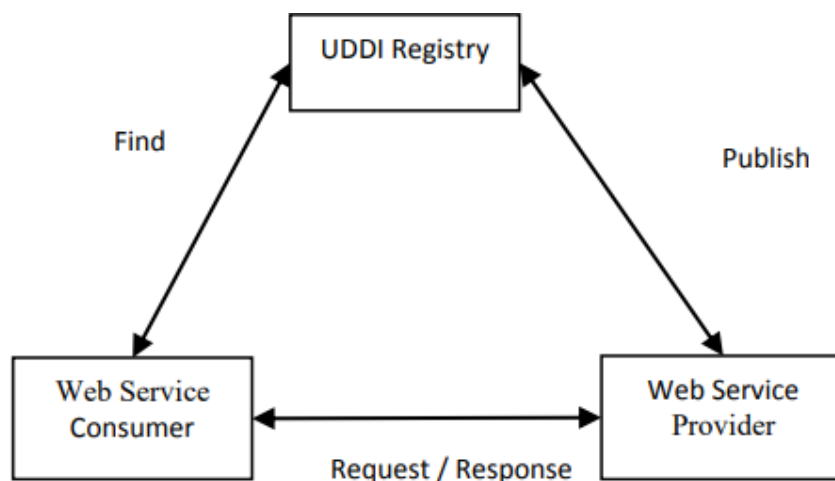 UDDI Registry
Find
Publish
Web Service
Consumer
Web Service
Provider
Request / Response